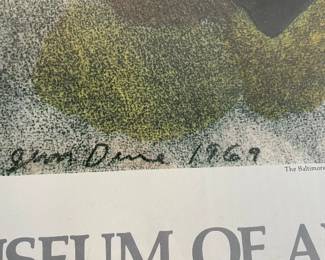 Jim Dine 1969
The Baltimore
USEUM OF A